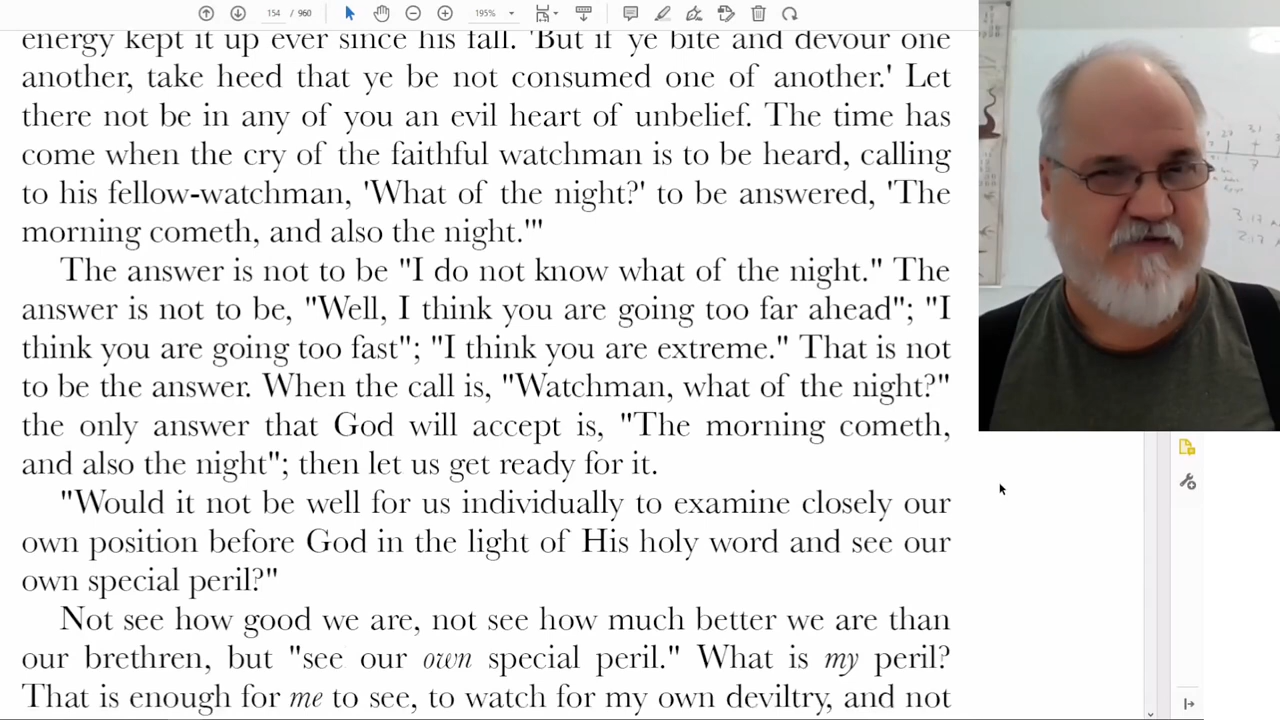 154 / 960
195%
energy kept it up ever since his fall. 'But if ye bite and devour one
another, take heed that ye be not consumed one of another.' Let
there not be in any of you an evil heart of unbelief. The time has
come when the cry of the faithful watchman is to be heard, calling
to his fellow-watchman, 'What of the night?' to be answered, 'The
morning cometh, and also the night.'"
The answer is not to be "I do not know what of the night." The
answer is not to be, "Well, I think you are going too far ahead"; "I
think you are going too fast"; "I think you are extreme." That is not
to be the answer. When the call is, "Watchman, what of the night?"
the only answer that God will accept is, "The morning cometh,
and also the night"; then let us get ready for it.
"Would it not be well for us individually to examine closely our
own position before God in the light of His holy word and see our
own special peril?"
Not see how good we are, not see how much better we are than
our brethren, but "see our own special peril." What is my peril?
That is enough for me to see, to watch for my own deviltry, and not
3:17
2:17